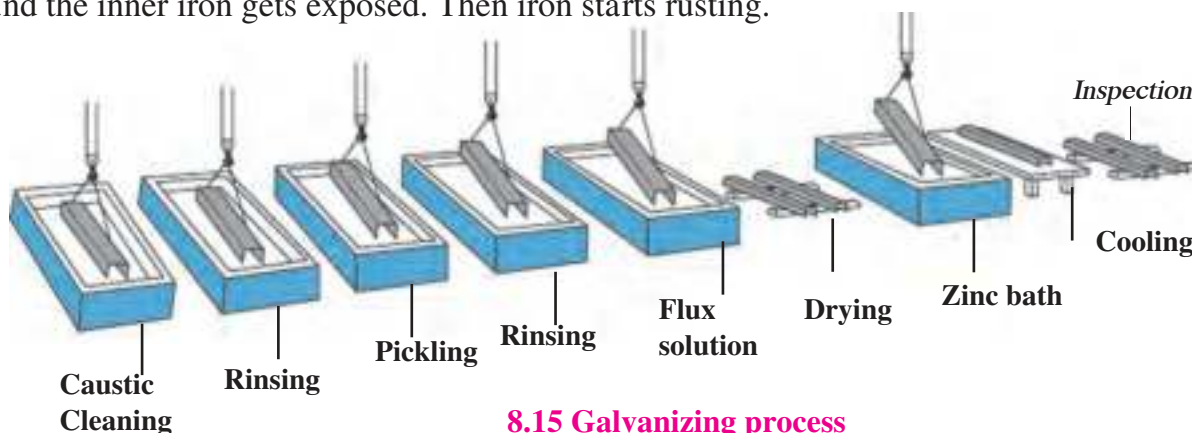 and the inner iron gets exposed. Then iron starts rusting.
Inspection
Cooling
Zinc bath
Drying
Flux
solution
Rinsing
Pickling
Rinsing
Caustic
Cleaning
8.15 Galvanizing process